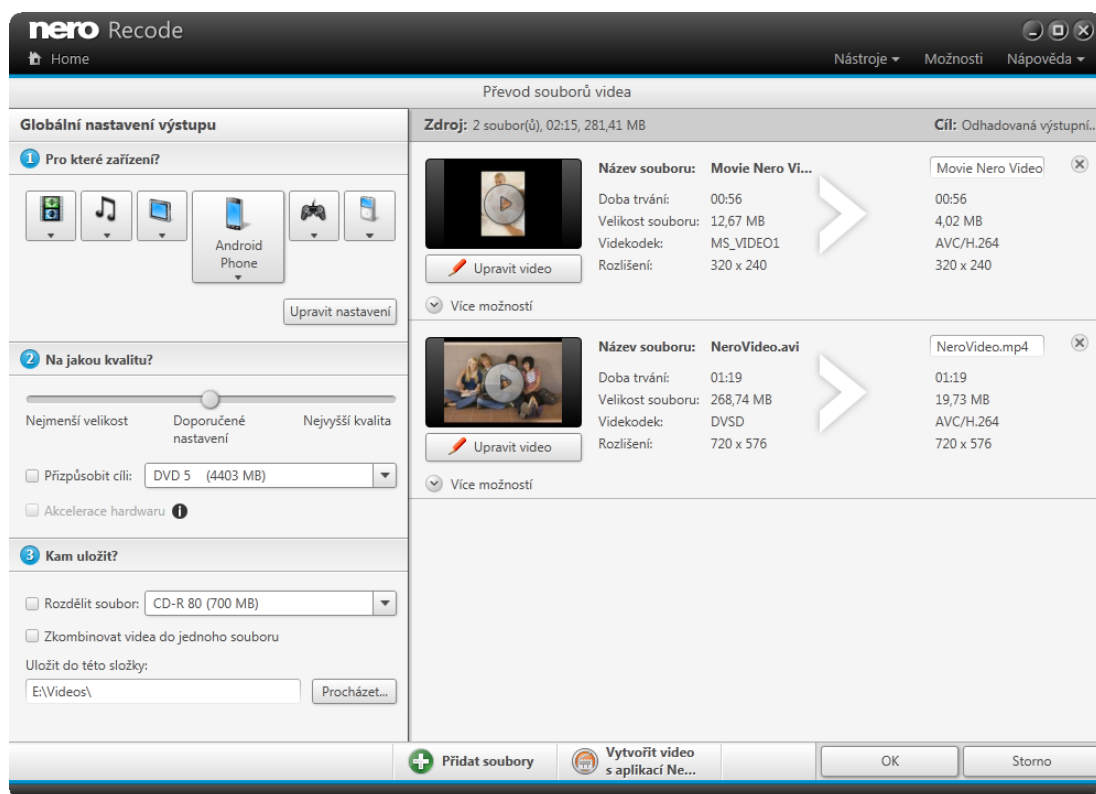 nero Recode
Home
Nástroje
Možnosti
Nápověda
Převod souborů videa
Globální nastavení výstupu
1 Pro které zařízení?
Android
Phone
Upravit nastavení
2 Na jakou kvalitu?
Nejmenší velikost
Doporučené
nastavení
Nejvyšší kvalita
Přizpůsobit cíli: DVD 5 (4403 MB)
Akcelerace hardwaru
3 Kam uložit?
Rozdělit soubor: CD-R 80 (700 MB)
Zkombinovat videa do jednoho souboru
Uložit do této složky:
E:\Videos\ Procházet...
Zdroj: 2 soubor(ů), 02:15, 281,41 MB
Cíl: Odhadovaná výstupní..
Název souboru: Movie Nero Vi... Movie Nero Video
Doba trvání: 00:56 00:56
Velikost souboru: 12,67 MB 4,02 MB
Videkodek: MS_VIDEO1 AVC/H.264
Rozlišení: 320 x 240 320 x 240
Upravit video
Více možností
Název souboru: NeroVideo.avi NeroVideo.mp4
Doba trvání: 01:19 01:19
Velikost souboru: 268,74 MB 19,73 MB
Videkodek: DVSD AVC/H.264
Rozlišení: 720 x 576 720 x 576
Upravit video
Více možností
Přidat soubory
Vytvořit video
s aplikací Ne...
OK
Storno